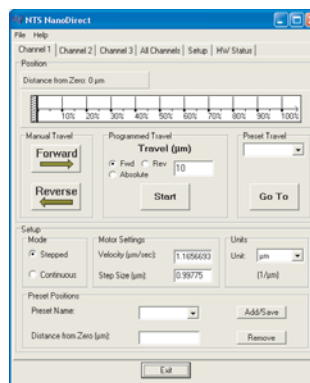 NTS NanoDirect
File Help
Channel 1 Channel 2 Channel 3 All Channels Setup HW Status
Position
Distance from Zero: 0 µm
10% 20% 30% 40% 50% 60% 70% 80% 90% 100%
Manual Travel Programmed Travel Preset Travel
Forward
Travel (µm)
Fwd Rev 10
Absolute
Reverse Start Go To
Setup
Mode Motor Settings Units
Stepped Velocity (µm/sec): 1.1656693 Unit: µm
Continuous Step Size (µm): 0.99775 (1/µm)
Preset Positions
Preset Name: Add/Save
Distance from Zero (µm): Remove
Exit